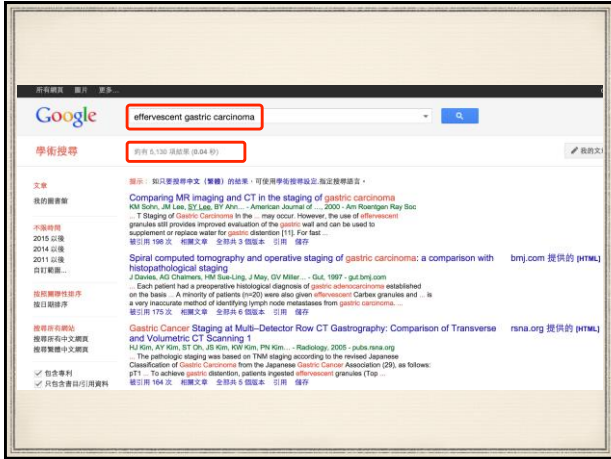 所有網頁 圖片 更多...
Google
effervescent gastric carcinoma
學術搜尋
約有 5,130 項結果 (0.04 秒)
我的文
文章
我的圖書館
不限時間
2015 以後
2014 以後
2011 以後
自訂範圍...
按照關聯性排序
按日期排序
搜尋所有網站
搜尋所有中文網頁
搜尋繁體中文網頁
包含專利
只包含書目/引用資料
提示: 如只要搜尋中文(繁體)的結果,可使用學術搜尋設定.指定搜尋語言。
Comparing MR imaging and CT in the staging of gastric carcinoma
KM Sohn, JM Lee, SY Lee, BY Ahn... - American Journal of ..., 2000 - Am Roentgen Ray Soc
... T Staging of Gastric Carcinoma In the ... may occur. However, the use of effervescent
granules still provides improved evaluation of the gastric wall and can be used to
supplement or replace water for gastric distention [11]. For fast ...
被引用 198 次 相關文章 全部共 3 個版本 引用 儲存
Spiral computed tomography and operative staging of gastric carcinoma: a comparison with
histopathological staging
bmj.com 提供的 [HTML]
J Davies, AG Chalmers, HM Sue-Ling, J May, GV Miller... - Gut, 1997 - gut.bmj.com
... Each patient had a preoperative histological diagnosis of gastric adenocarcinoma established
on the basis ... A minority of patients (n=20) were also given effervescent Carbex granules and ... is
a very inaccurate method of identifying lymph node metastases from gastric carcinoma. ...
被引用 175 次 相關文章 全部共 6 個版本 引用 儲存
Gastric Cancer Staging at Multi–Detector Row CT Gastrography: Comparison of Transverse
and Volumetric CT Scanning 1
rsna.org 提供的 [HTML]
HJ Kim, AY Kim, ST Oh, JS Kim, KW Kim, PN Kim... - Radiology, 2005 - pubs.rsna.org
... The pathologic staging was based on TNM staging according to the revised Japanese
Classification of Gastric Carcinoma from the Japanese Gastric Cancer Association (29), as follows:
pT1 ... To achieve gastric distention, patients ingested effervescent granules (Top ...
被引用 164 次 相關文章 全部共 5 個版本 引用 儲存